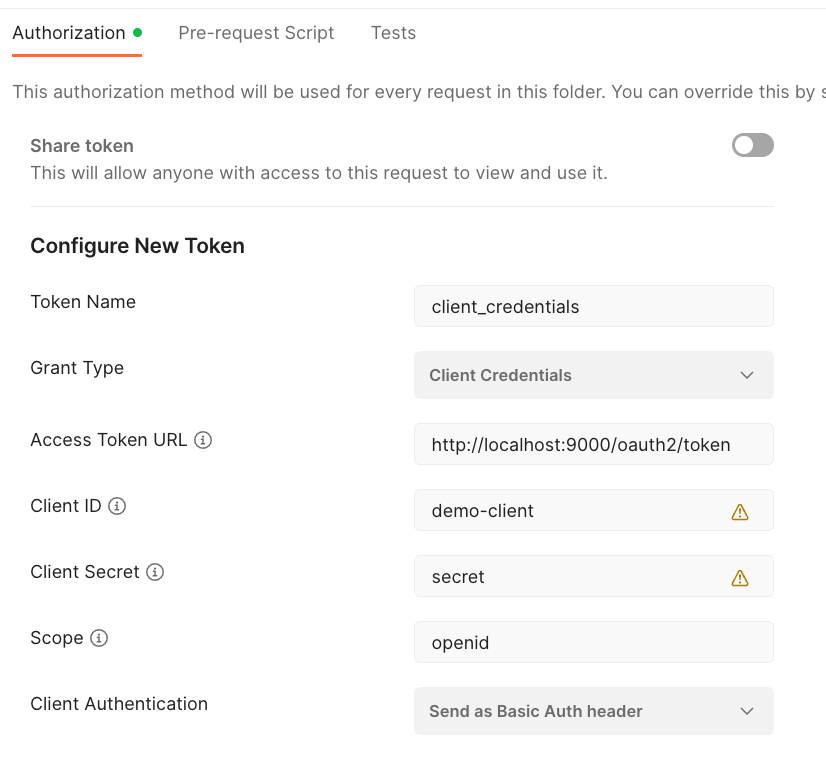 Authorization
Pre-request Script
Tests
This authorization method will be used for every request in this folder. You can override this by s
Share token
This will allow anyone with access to this request to view and use it.
Configure New Token
Token Name
client_credentials
Grant Type
Client Credentials
Access Token URL
http://localhost:9000/oauth2/token
Client ID
demo-client
Client Secret
secret
Scope
openid
Client Authentication
Send as Basic Auth header